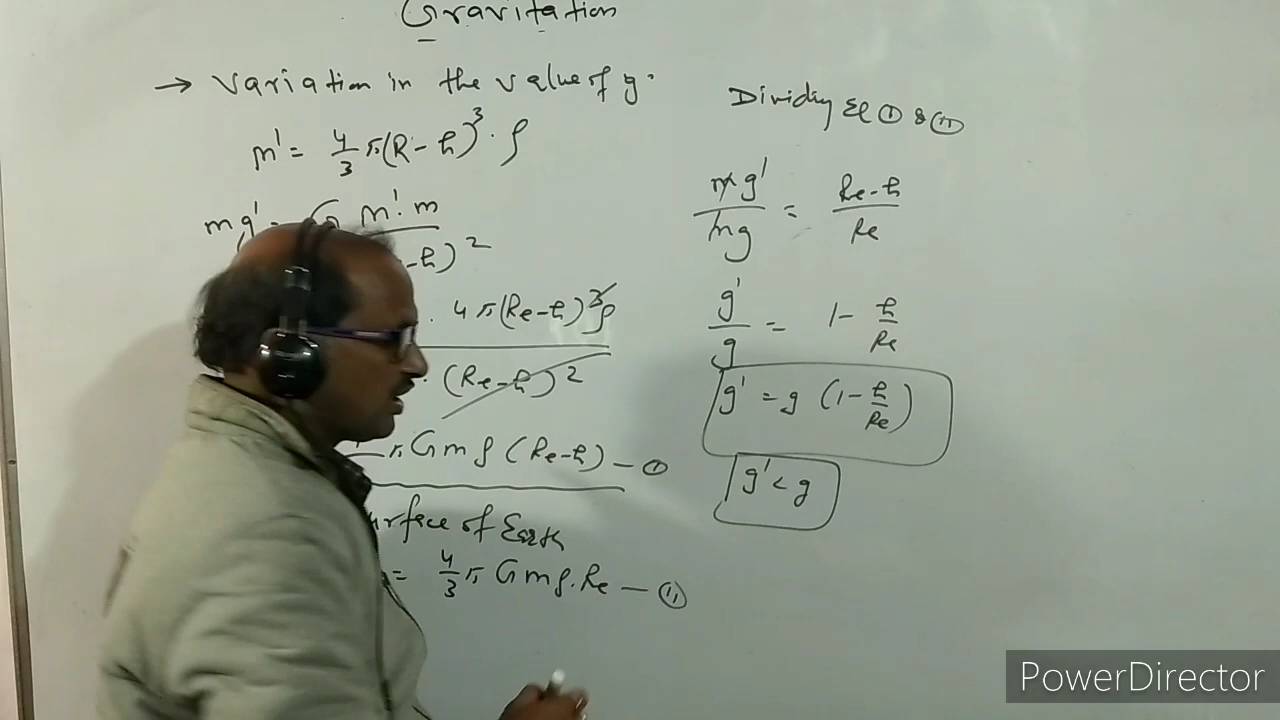 Gravitation
→ Variation in the value of g.
m' = 4/3 π(R-h)³ · ρ
mg' = G m'·m
-h)²
· 4π(Re-h)³ρ
· (Re-h)²
πGmρ(Re-h) — ①
urface of Earth
= 4/3 π Gmρ.Re — ⑪
Dividing Eq ① & ⑪
mg'/mg = Re-h/Re
g'/g = 1 - h/Re
g' = g (1 - h/Re)
g' < g
PowerDirector